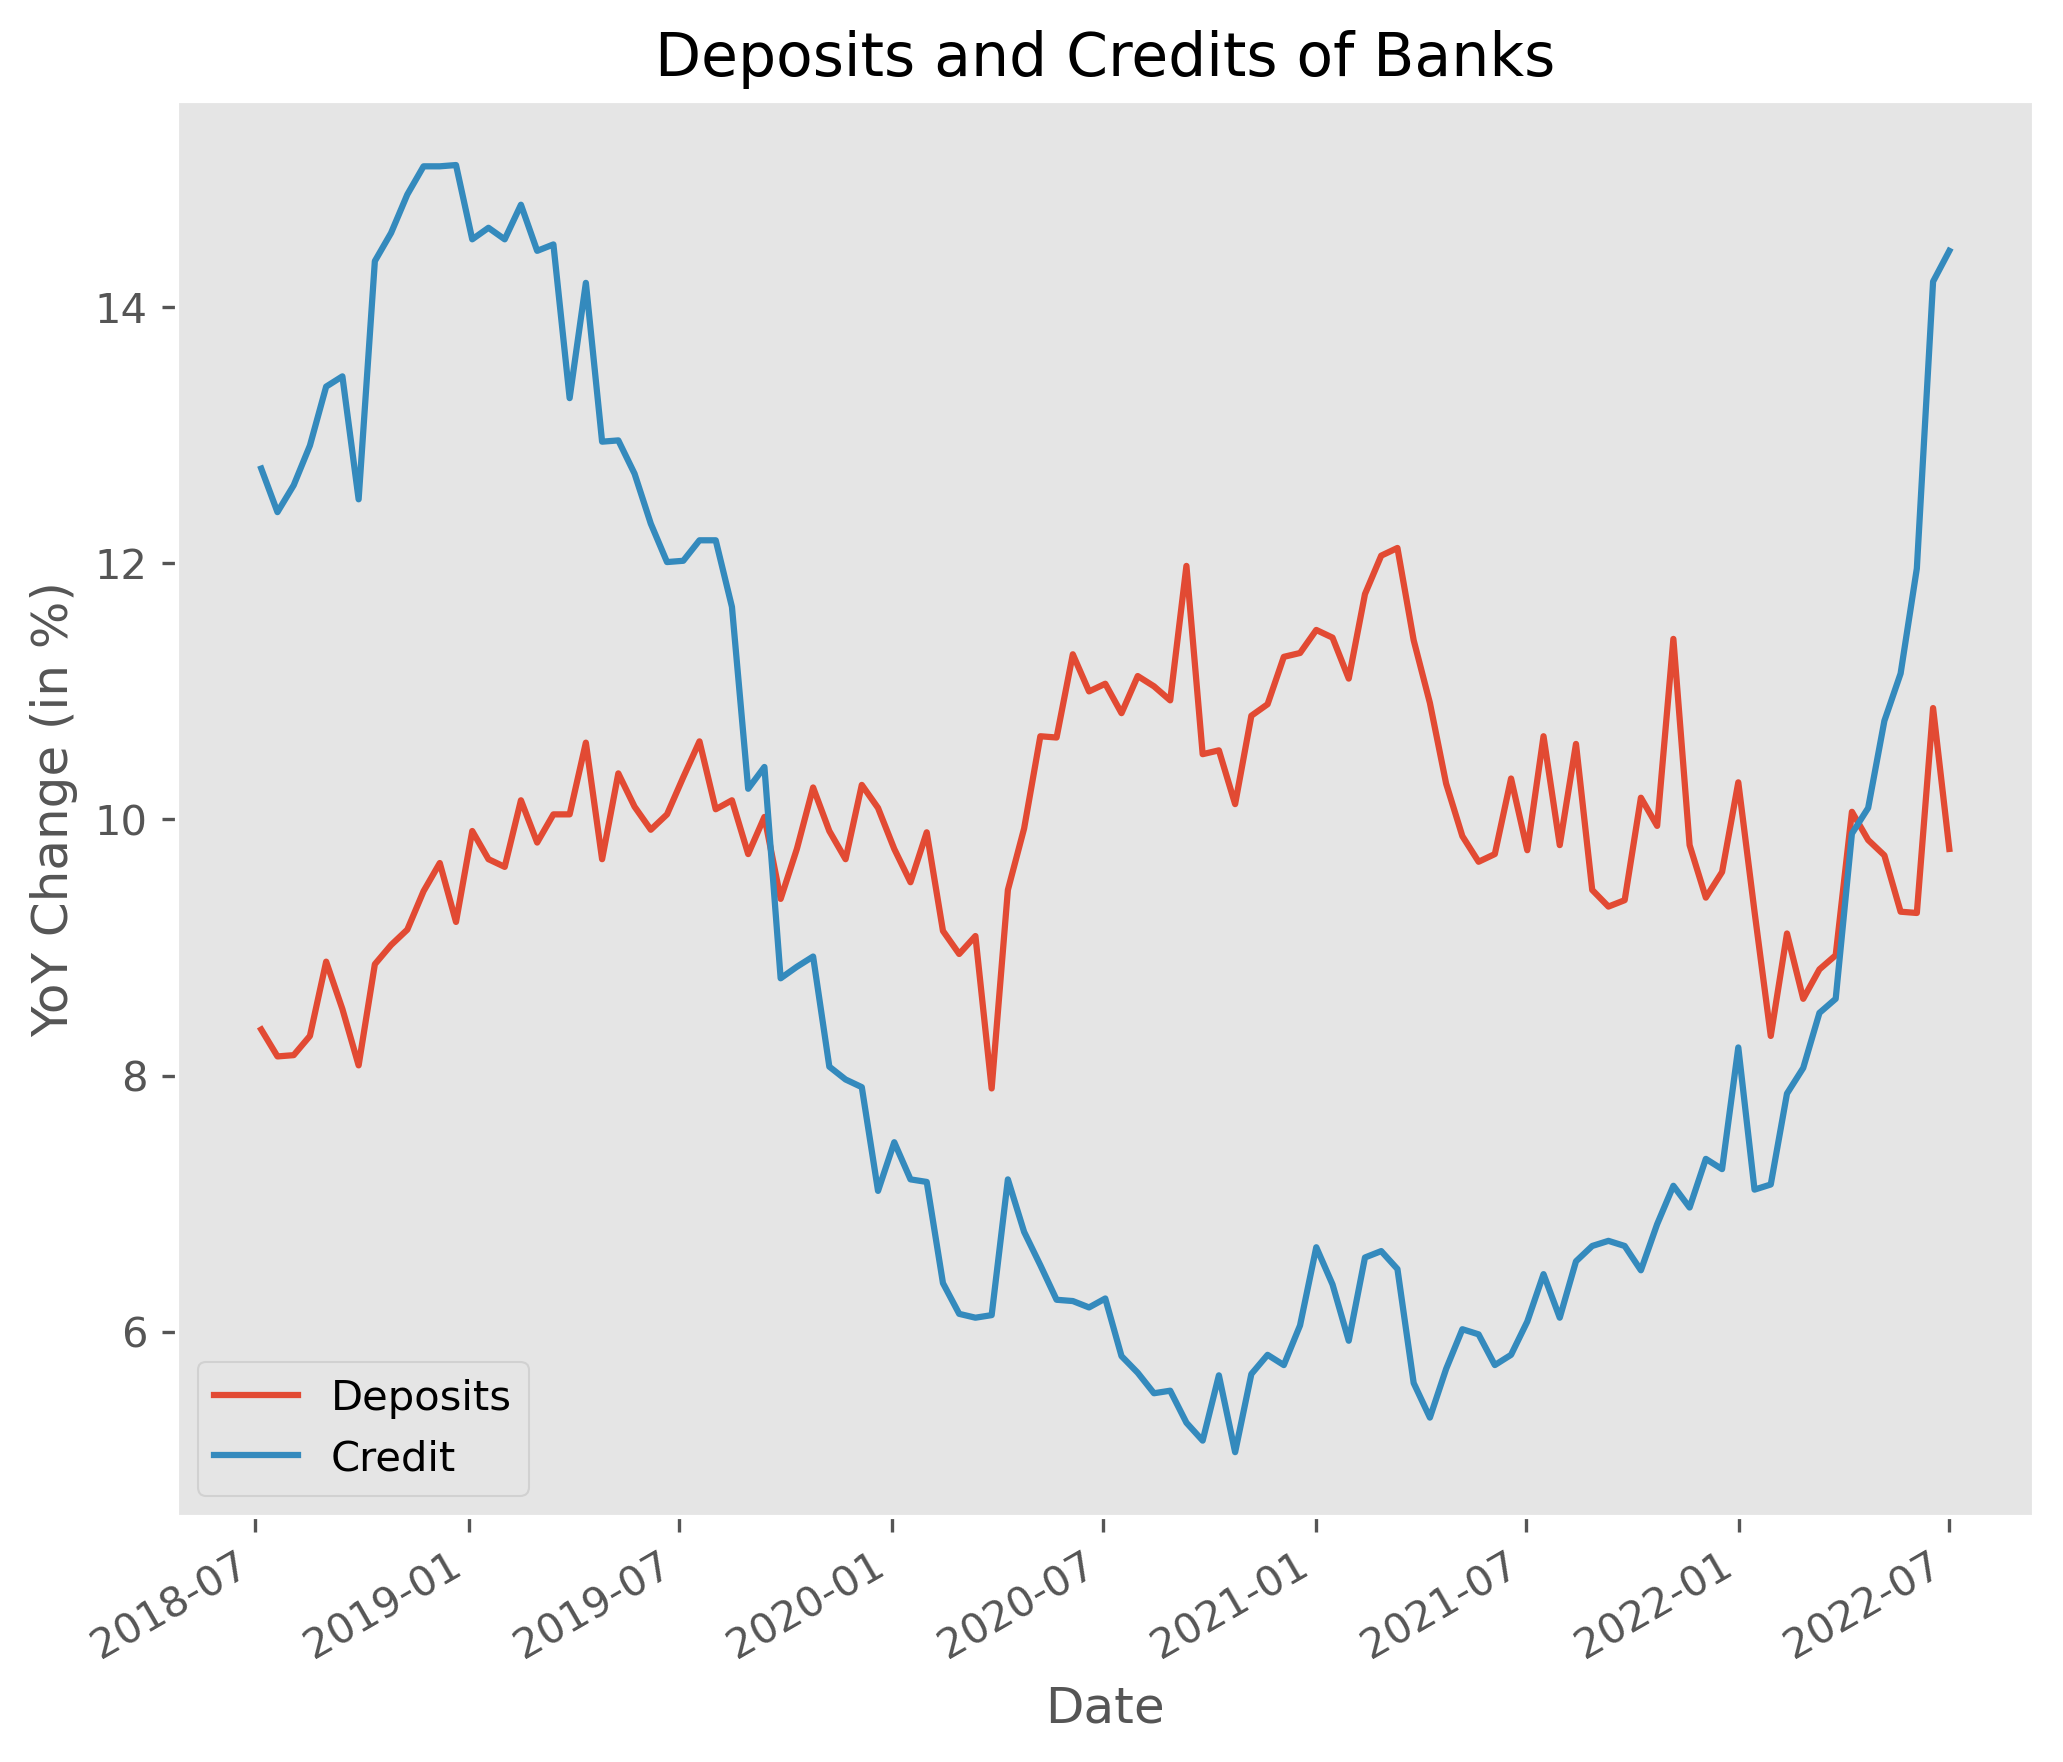 Deposits and Credits of Banks
YoY Change (in %)
14
12
10
8
6
Deposits
Credit
2018-07
2019-01
2019-07
2020-01
2020-07
2021-01
2021-07
2022-01
2022-07
Date